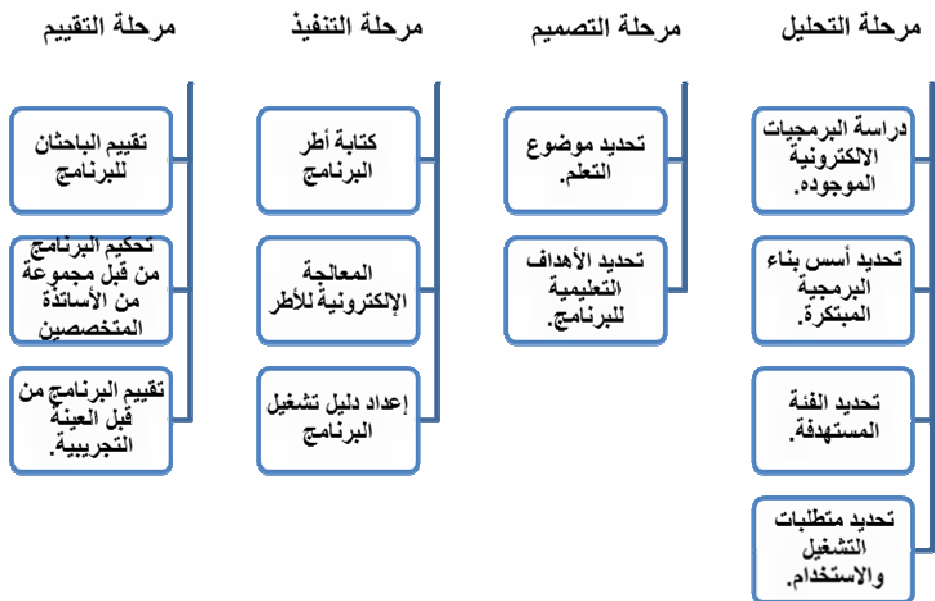 مرحلة التحليل
دراسة البرمجيات
الالكترونية
الموجوده.
تحديد أسس بناء
البرمجية
المبتكرة.
تحديد الفئة
المستهدفة.
تحديد متطلبات
التشغيل
والاستخدام.
مرحلة التصميم
تحديد موضوع
التعلم.
تحديد الأهداف
التعليمية
للبرنامج.
مرحلة التنفيذ
كتابة أطر
البرنامج
المعالجة
الإلكترونية للأطر
إعداد دليل تشغيل
البرنامج
مرحلة التقييم
تقييم الباحثان
للبرنامج
تحكيم البرنامج
من قبل مجموعة
من الأساتذة
المتخصصين
تقييم البرنامج من
قبل العينة
التجريبية.